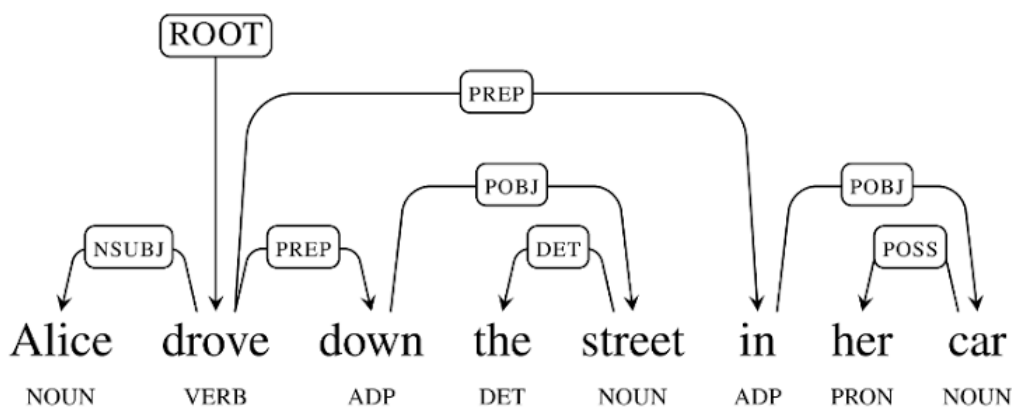 ROOT
PREP
POBJ POBJ
NSUBJ PREP DET POSS
Alice drove down the street in her car
NOUN VERB ADP DET NOUN ADP PRON NOUN